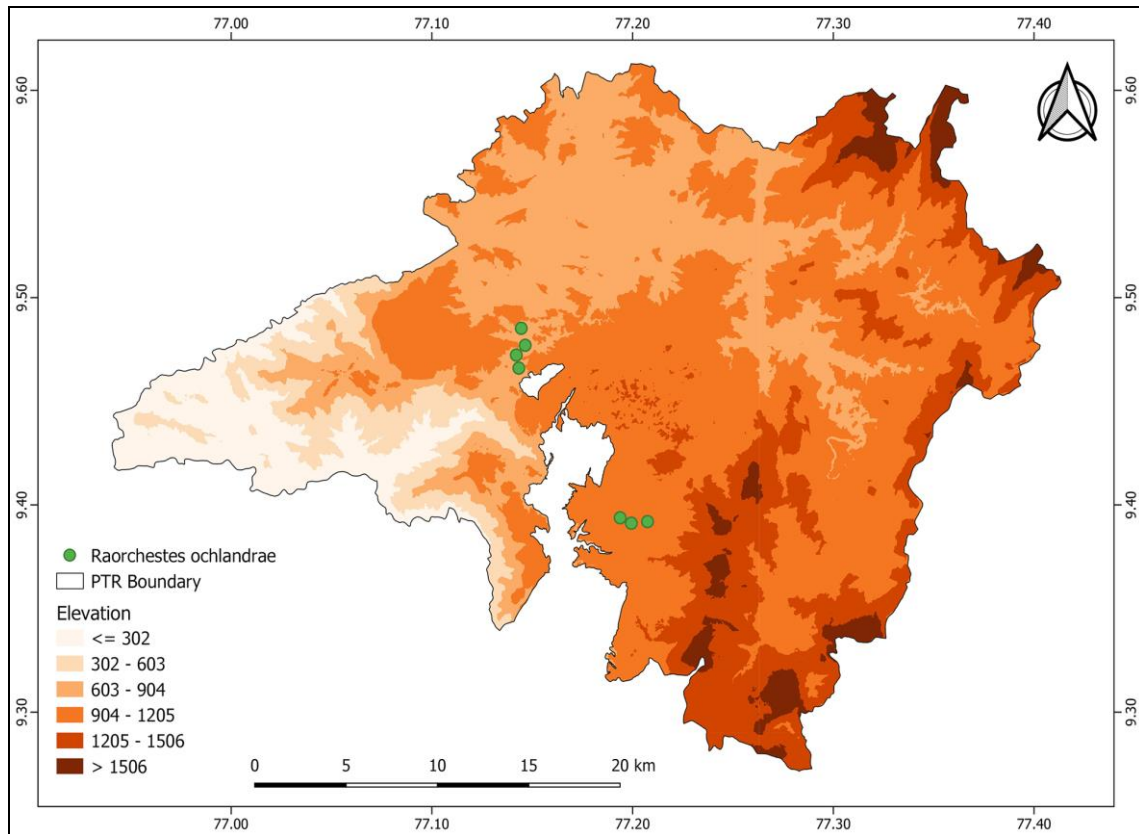 77.00 77.10 77.20 77.30 77.40
9.60 9.60
9.50 9.50
9.40 9.40
9.30 9.30
Raorchestes ochlandrae
PTR Boundary
Elevation
<= 302
302 - 603
603 - 904
904 - 1205
1205 - 1506
> 1506
0 5 10 15 20 km
77.00 77.10 77.20 77.30 77.40